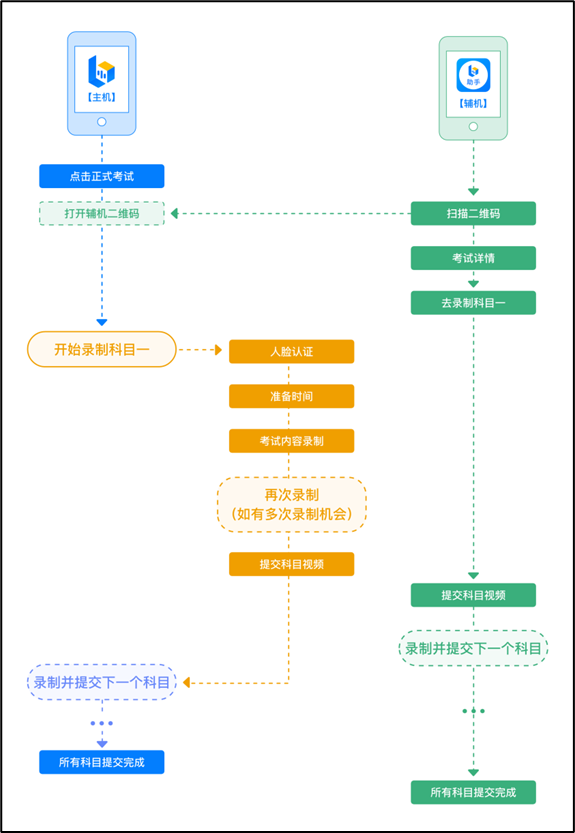 【主机】
助手
【辅机】
点击正式考试
打开辅机二维码
扫描二维码
考试详情
去录制科目一
开始录制科目一
人脸认证
准备时间
考试内容录制
再次录制
（如有多次录制机会）
提交科目视频
提交科目视频
录制并提交下一个科目
录制并提交下一个科目
所有科目提交完成
所有科目提交完成